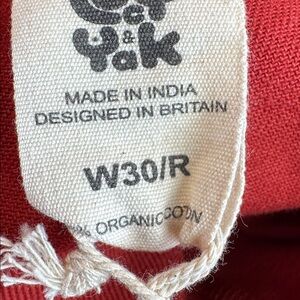 &
Yak
MADE IN INDIA
DESIGNED IN BRITAIN
W30/R
% ORGANIC COTTON